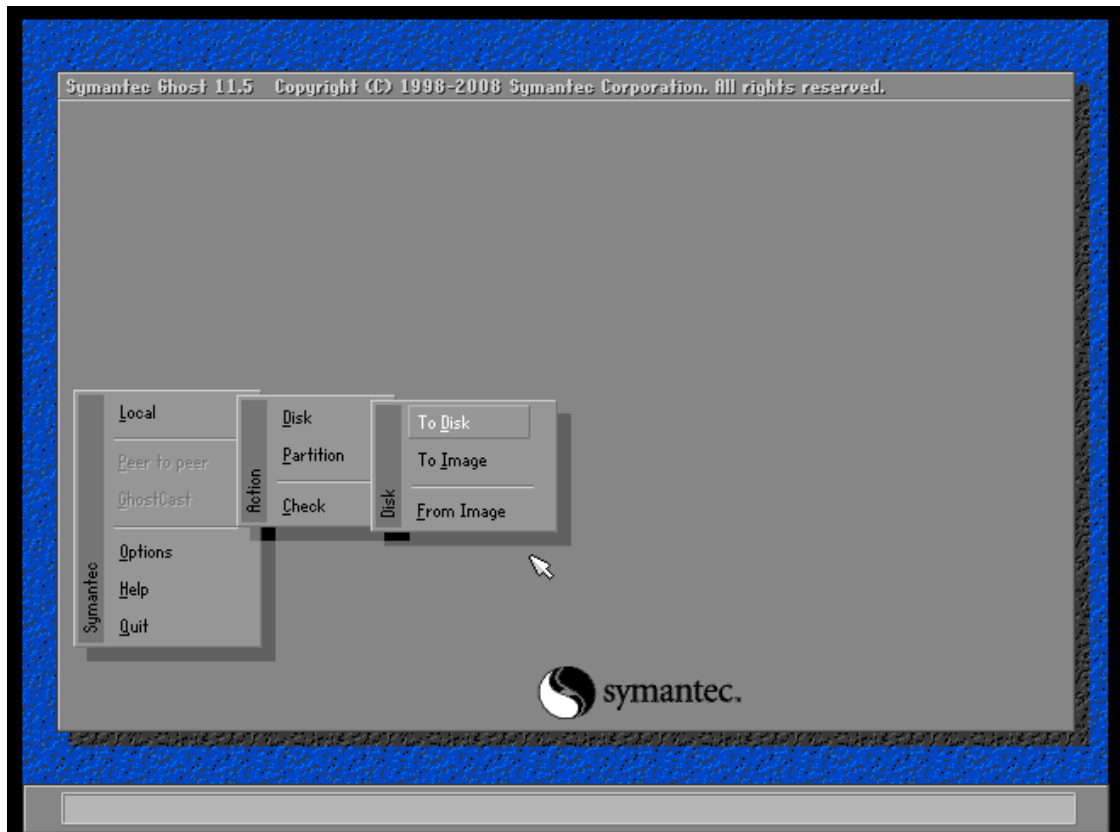 Symantec Ghost 11.5   Copyright (C) 1998-2008 Symantec Corporation. All rights reserved.
Symantec
Local
Peer to peer
GhostCast
Options
Help
Quit
Action
Disk
Partition
Check
Disk
To Disk
To Image
From Image
symantec.